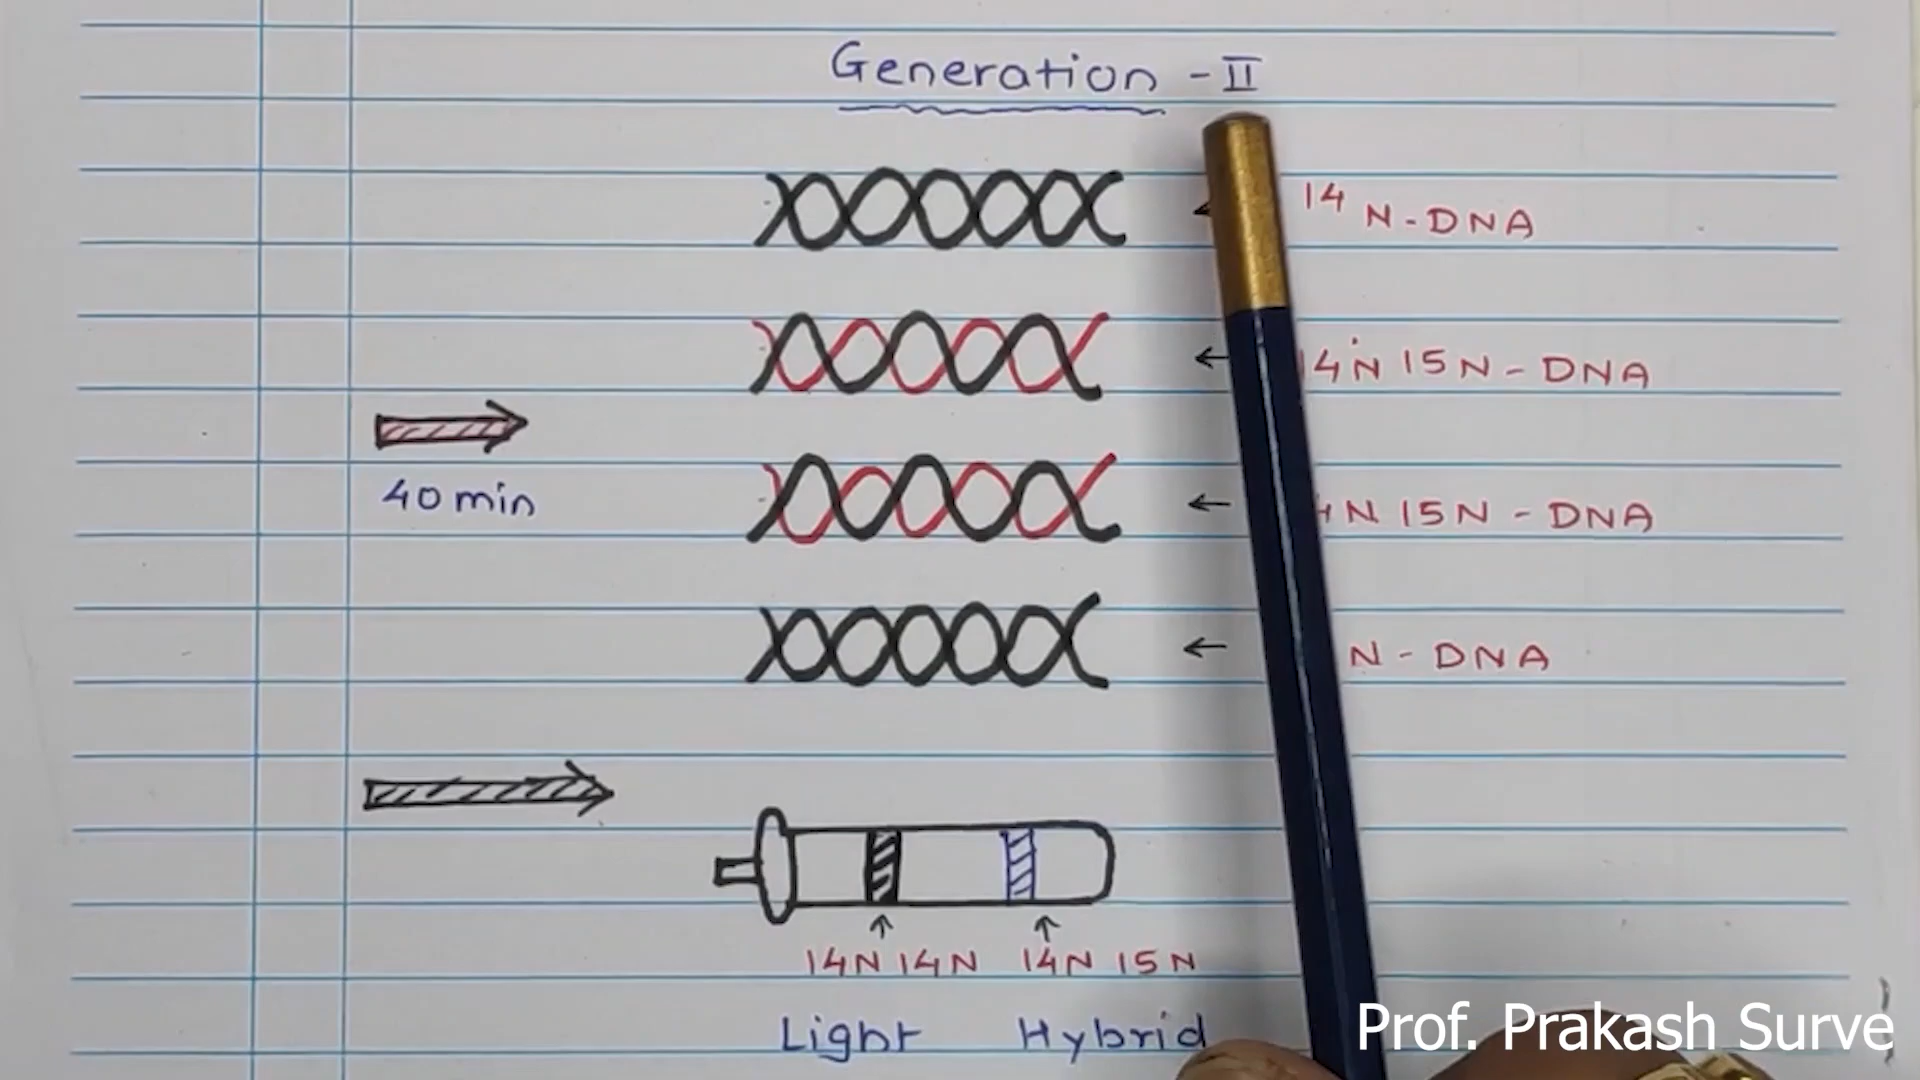 Generation - II
14 N-DNA
14N 15N - DNA
40 min
N 15N - DNA
N - DNA
14N 14N 14N 15N
Light Hybrid
Prof. Prakash Surve